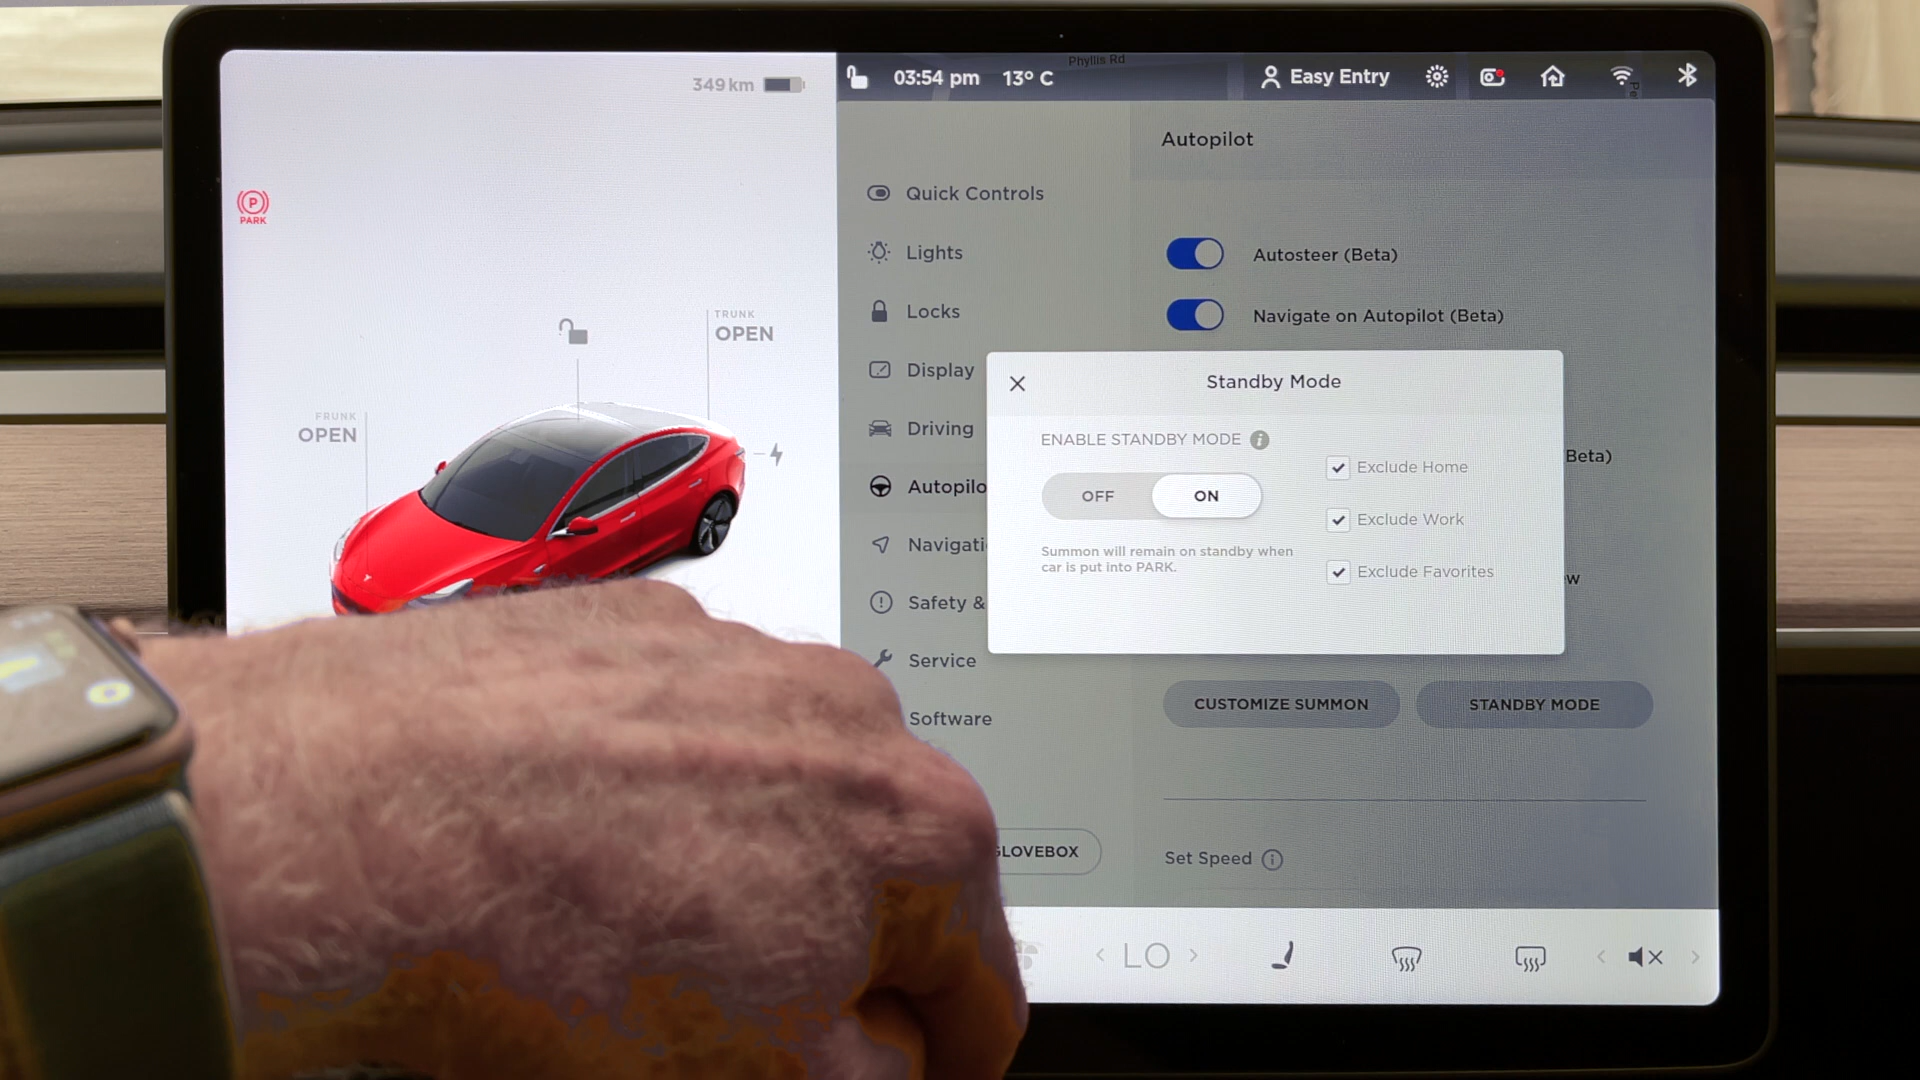 349 km
PARK
TRUNK
OPEN
FRUNK
OPEN
Phyllis Rd
03:54 pm 13° C
Easy Entry
Autopilot
Quick Controls
Lights
Locks
Display
Driving
Autopilo
Navigati
Safety &
Service
Software
GLOVEBOX
Autosteer (Beta)
Navigate on Autopilot (Beta)
Beta)
Standby Mode
ENABLE STANDBY MODE
OFF ON
Summon will remain on standby when
car is put into PARK.
Exclude Home
Exclude Work
Exclude Favorites
CUSTOMIZE SUMMON
STANDBY MODE
Set Speed
LO